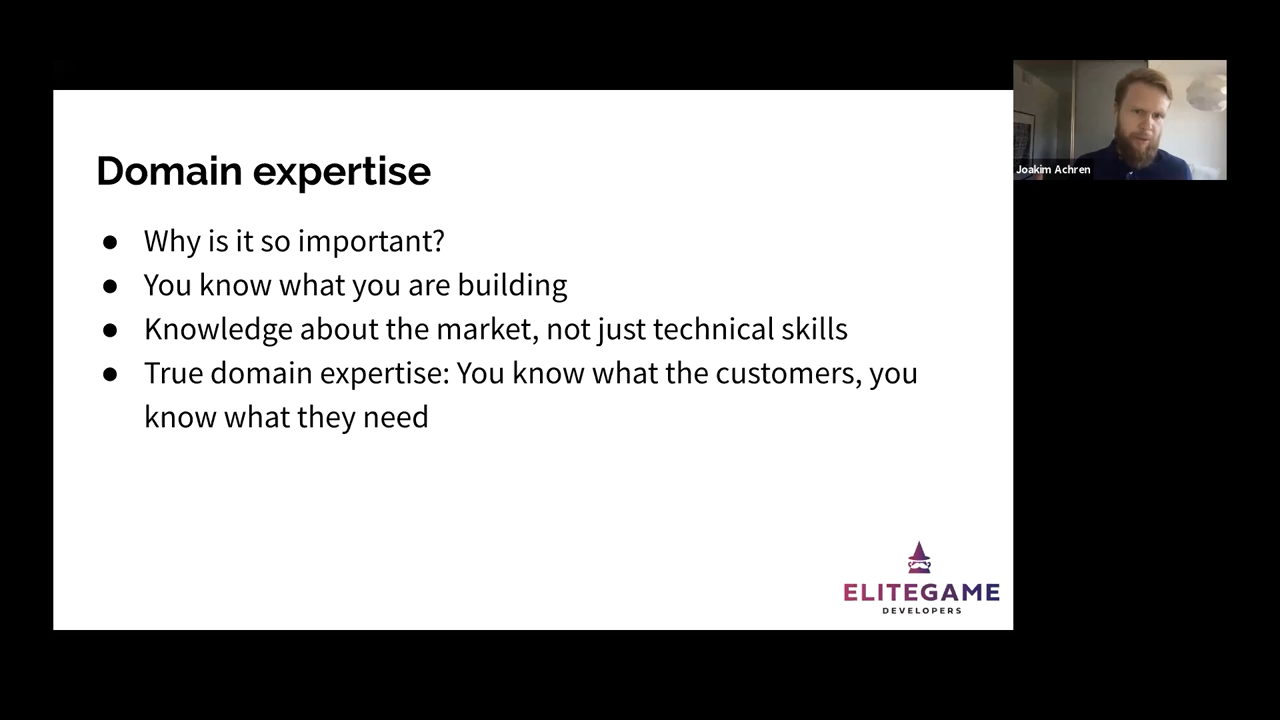 Domain expertise
● Why is it so important?
● You know what you are building
● Knowledge about the market, not just technical skills
● True domain expertise: You know what the customers, you
know what they need
Joakim Achren
ELITEGAME
DEVELOPERS